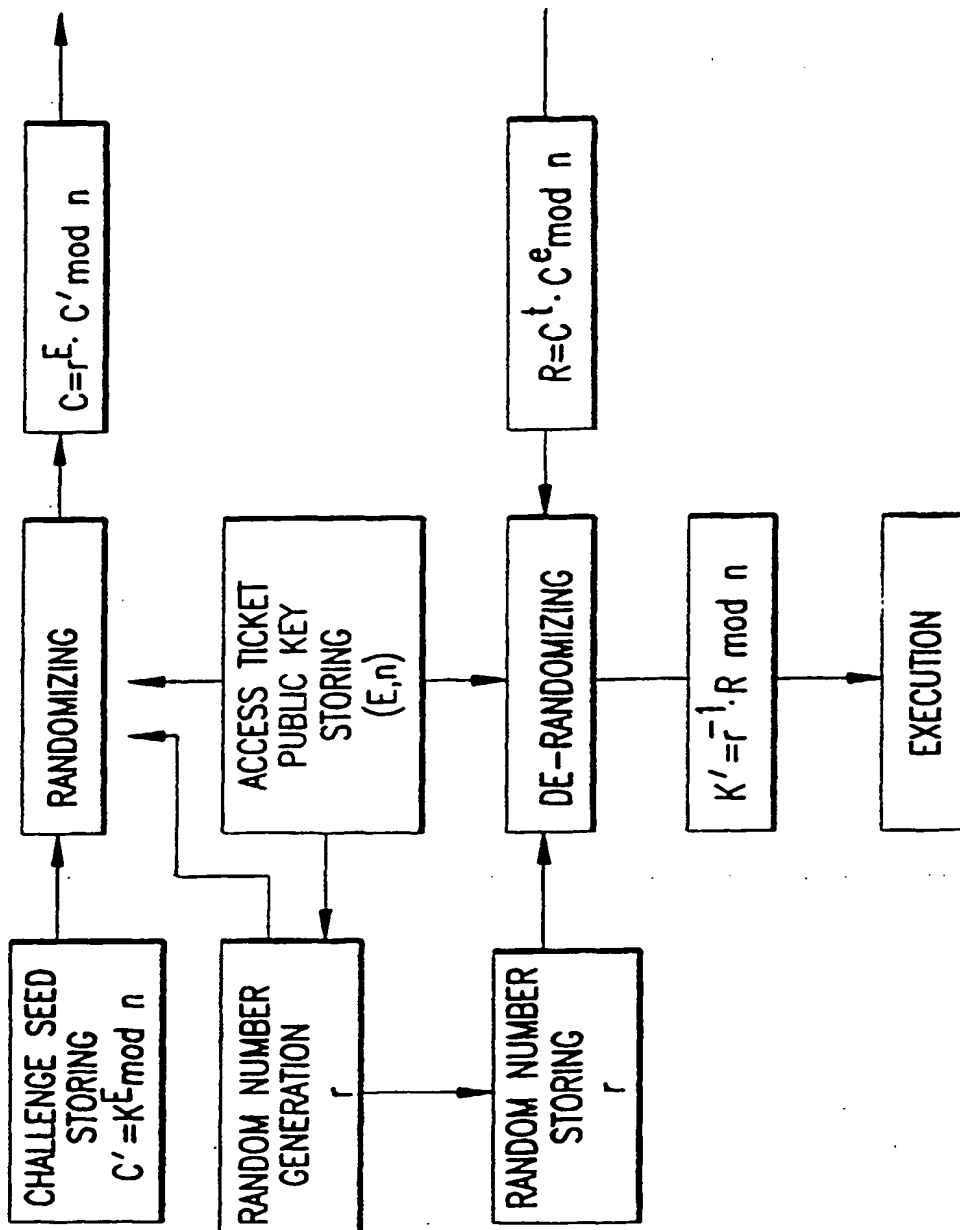 CHALLENGE SEED
STORING
C′=K^E mod n
RANDOMIZING
C=r^E· C′ mod n
RANDOM NUMBER
GENERATION
r
ACCESS TICKET
PUBLIC KEY
STORING
(E,n)
RANDOM NUMBER
STORING
r
DE-RANDOMIZING
R=C^t· C^e mod n
K′=r^-1· R mod n
EXECUTION